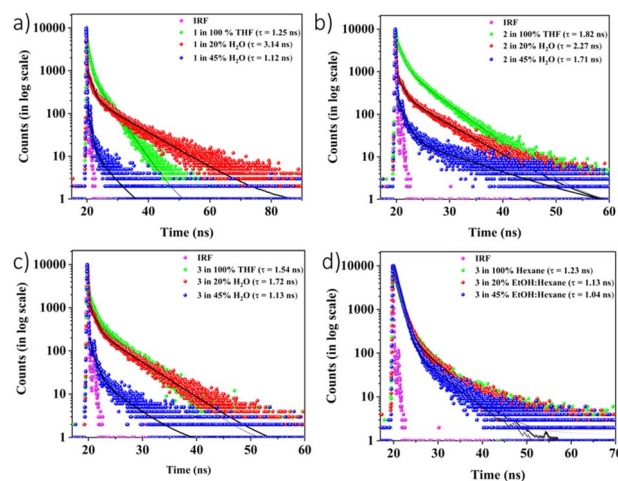 a)
IRF
1 in 100 % THF (τ = 1.25 ns)
1 in 20% H₂O (τ = 3.14 ns)
1 in 45% H₂O (τ = 1.12 ns)
Counts (in log scale)
10000
1000
100
10
1
20 40 60 80
Time (ns)
b)
IRF
2 in 100% THF (τ = 1.82 ns)
2 in 20% H₂O (τ = 2.27 ns)
2 in 45% H₂O (τ = 1.71 ns)
Counts (in log scale)
10000
1000
100
10
1
20 30 40 50 60
Time (ns)
c)
IRF
3 in 100% THF (τ = 1.54 ns)
3 in 20% H₂O (τ = 1.72 ns)
3 in 45% H₂O (τ = 1.13 ns)
Counts (in log scale)
10000
1000
100
10
1
20 30 40 50 60
Time (ns)
d)
IRF
3 in 100% Hexane (τ = 1.23 ns)
3 in 20% EtOH:Hexane (τ = 1.13 ns)
3 in 45% EtOH:Hexane (τ = 1.04 ns)
Counts (in log scale)
10000
1000
100
10
1
20 30 40 50 60 70
Time (ns)